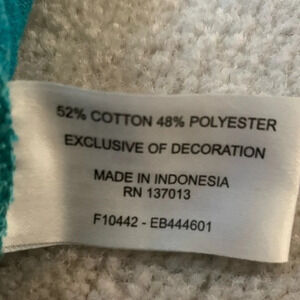 52% COTTON 48% POLYESTER
EXCLUSIVE OF DECORATION
MADE IN INDONESIA
RN 137013
F10442 - EB444601